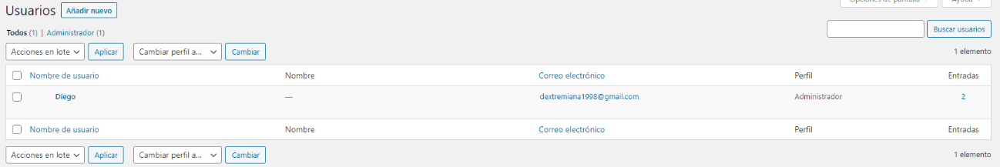 Opciones de pantalla Ayuda
Usuarios Añadir nuevo
Todos (1) | Administrador (1)
Buscar usuarios
Acciones en lote Aplicar Cambiar perfil a... Cambiar 1 elemento
Nombre de usuario Nombre Correo electrónico Perfil Entradas
Diego — dextremiana1998@gmail.com Administrador 2
Nombre de usuario Nombre Correo electrónico Perfil Entradas
Acciones en lote Aplicar Cambiar perfil a... Cambiar 1 elemento